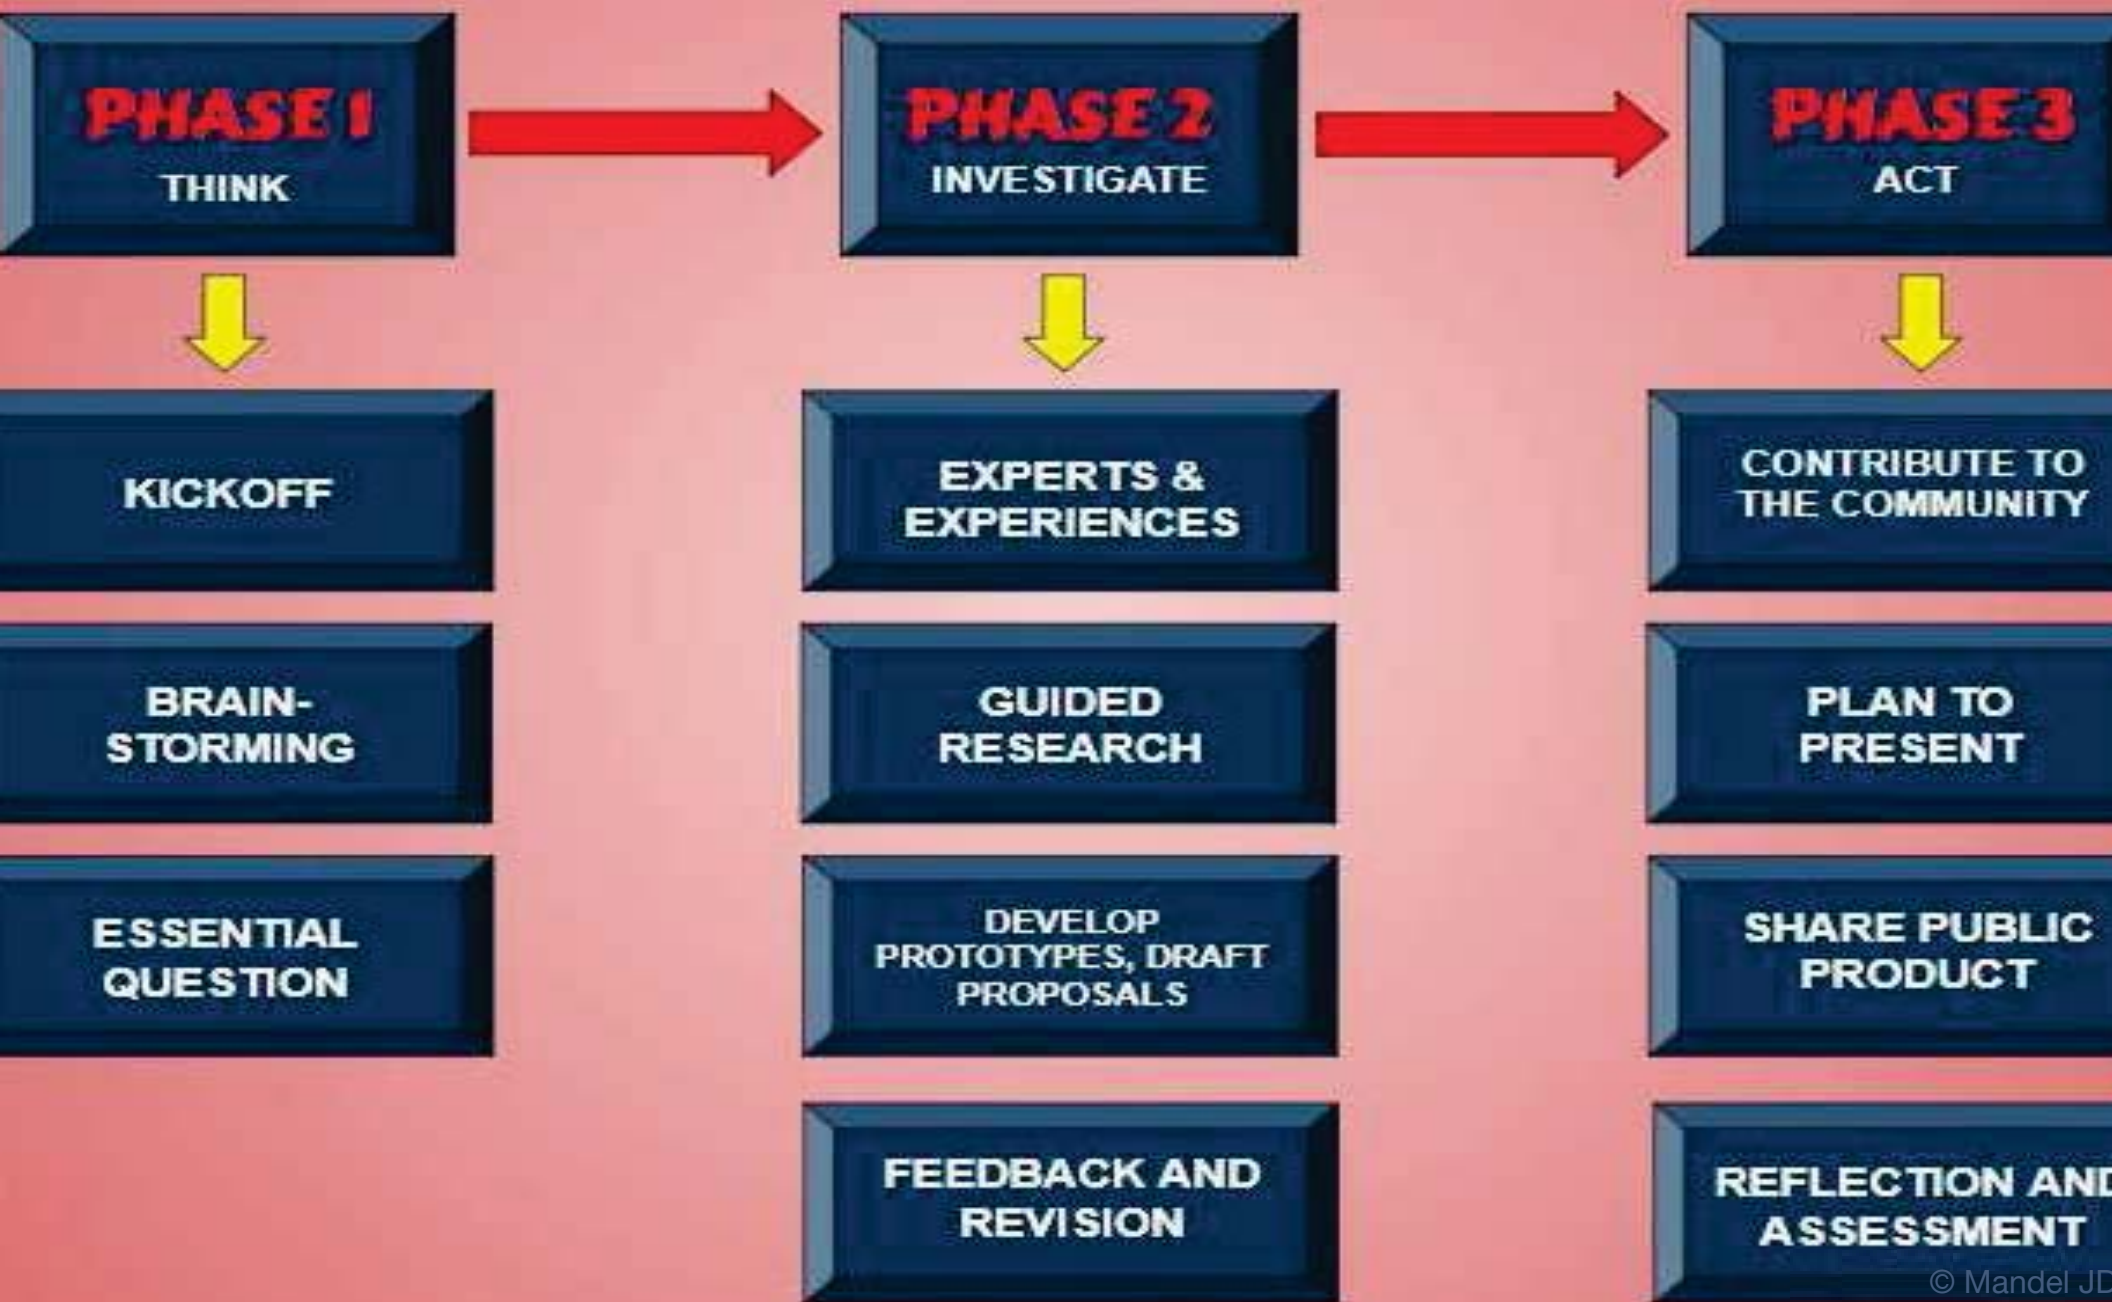 PHASE 1
THINK
PHASE 2
INVESTIGATE
PHASE 3
ACT
KICKOFF
BRAIN-
STORMING
ESSENTIAL
QUESTION
EXPERTS &
EXPERIENCES
GUIDED
RESEARCH
DEVELOP
PROTOTYPES, DRAFT
PROPOSALS
FEEDBACK AND
REVISION
CONTRIBUTE TO
THE COMMUNITY
PLAN TO
PRESENT
SHARE PUBLIC
PRODUCT
REFLECTION AND
ASSESSMENT
© Mandel JD